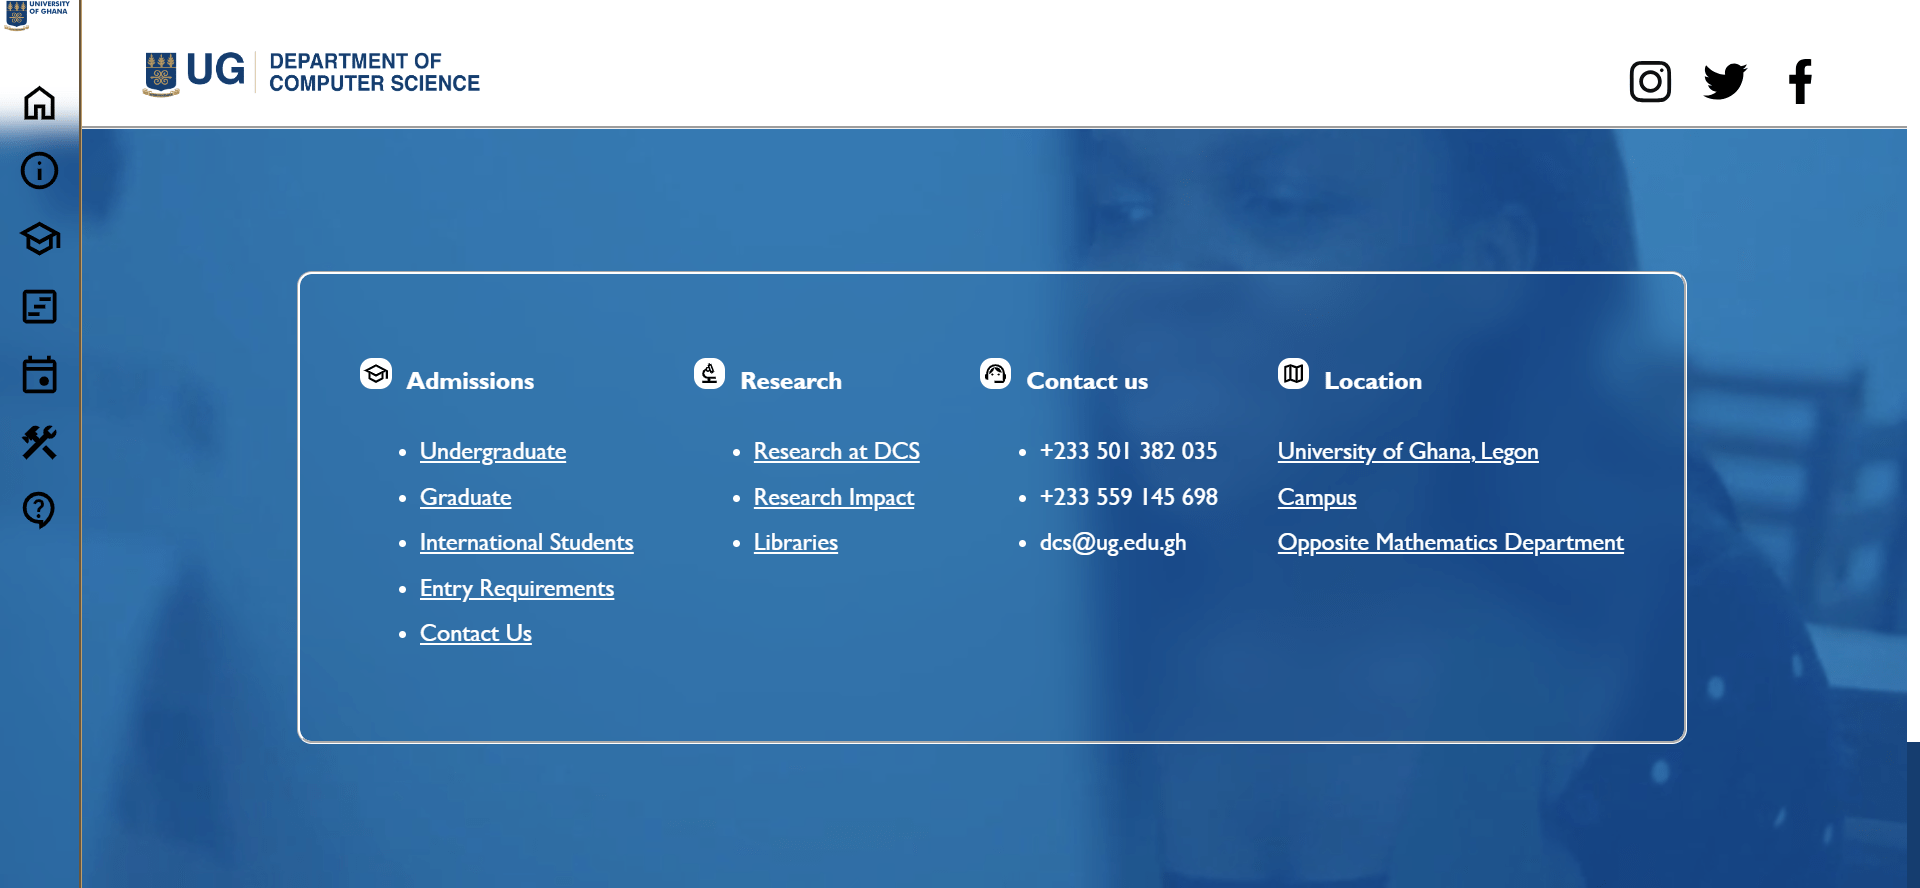 UNIVERSITY
OF GHANA
UG
DEPARTMENT OF
COMPUTER SCIENCE
Admissions
Undergraduate
Graduate
International Students
Entry Requirements
Contact Us
Research
Research at DCS
Research Impact
Libraries
Contact us
+233 501 382 035
+233 559 145 698
dcs@ug.edu.gh
Location
University of Ghana, Legon
Campus
Opposite Mathematics Department